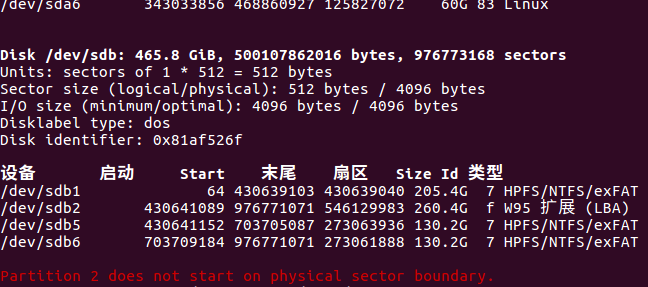 /dev/sda6 343033856 468860927 125827072 60G 83 Linux
Disk /dev/sdb: 465.8 GiB, 500107862016 bytes, 976773168 sectors
Units: sectors of 1 * 512 = 512 bytes
Sector size (logical/physical): 512 bytes / 4096 bytes
I/O size (minimum/optimal): 4096 bytes / 4096 bytes
Disklabel type: dos
Disk identifier: 0x81af526f
设备 启动 Start 末尾 扇区 Size Id 类型
/dev/sdb1 64 430639103 430639040 205.4G 7 HPFS/NTFS/exFAT
/dev/sdb2 430641089 976771071 546129983 260.4G f W95 扩展 (LBA)
/dev/sdb5 430641152 703705087 273063936 130.2G 7 HPFS/NTFS/exFAT
/dev/sdb6 703709184 976771071 273061888 130.2G 7 HPFS/NTFS/exFAT
Partition 2 does not start on physical sector boundary.